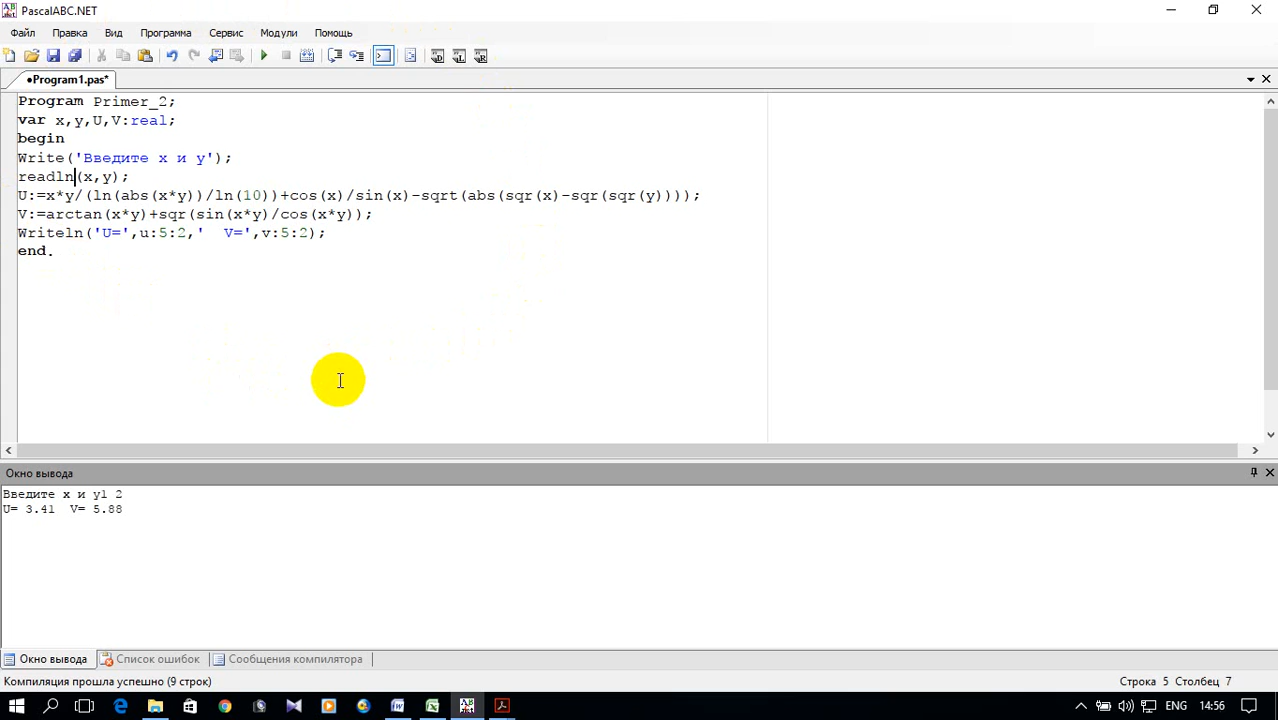 PascalABC.NET
Файл Правка Вид Программа Сервис Модули Помощь
•Program1.pas*
Program Primer_2;
var x,y,U,V:real;
begin
Write('Введите x и y');
readln(x,y);
U:=x*y/(ln(abs(x*y))/ln(10))+cos(x)/sin(x)-sqrt(abs(sqr(x)-sqr(sqr(y))));
V:=arctan(x*y)+sqr(sin(x*y)/cos(x*y));
Writeln('U=',u:5:2,'  V=',v:5:2);
end.
Окно вывода
Введите x и y1 2
U= 3.41  V= 5.88
Окно вывода Список ошибок Сообщения компилятора
Компиляция прошла успешно (9 строк) Строка 5 Столбец 7
ENG 14:56